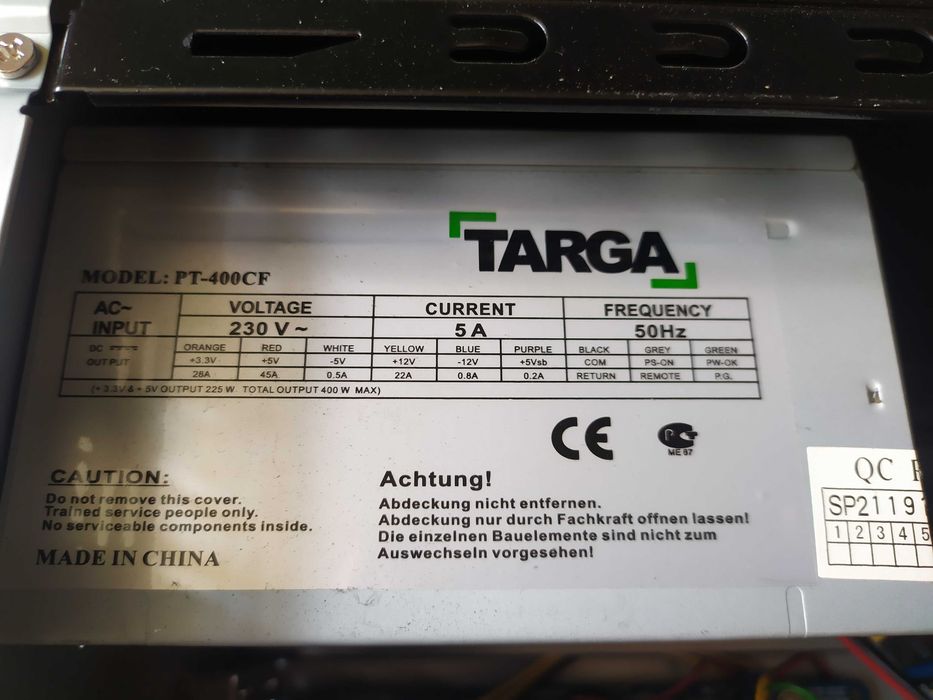 TARGA
MODEL: PT-400CF
AC~ INPUT VOLTAGE CURRENT FREQUENCY
230 V ~ 5 A 50Hz
DC OUTPUT ORANGE RED WHITE YELLOW BLUE PURPLE BLACK GREY GREEN
+3.3V +5V -5V +12V -12V +5Vsb COM PS-ON PW-OK
28A 45A 0.5A 22A 0.8A 0.2A RETURN REMOTE P.G.
(+ 3.3V & + 5V OUTPUT 225 W TOTAL OUTPUT 400 W MAX)
CE
ME 67
CAUTION:
Do not remove this cover.
Trained service people only.
No serviceable components inside.
MADE IN CHINA
Achtung!
Abdeckung nicht entfernen.
Abdeckung nur durch Fachkraft offnen lassen!
Die einzelnen Bauelemente sind nicht zum
Auswechseln vorgesehen!
QC
SP21191
1 2 3 4 5